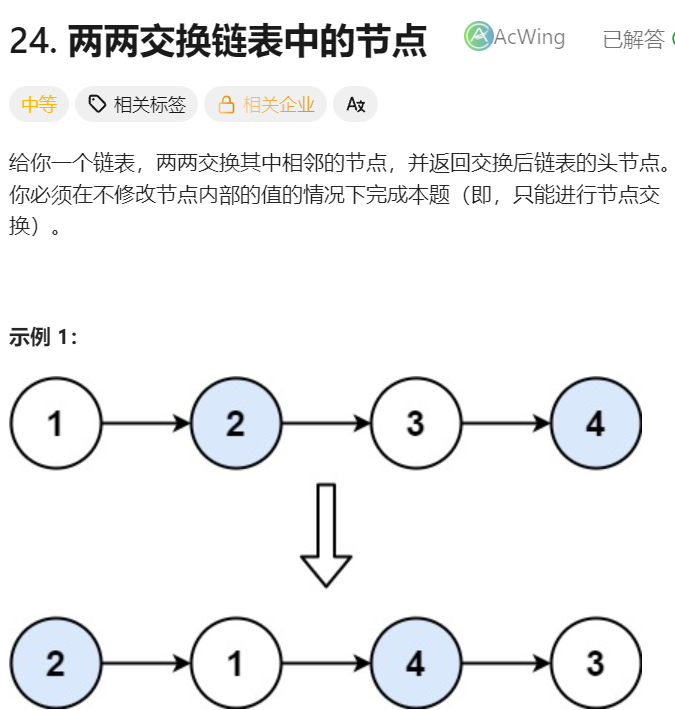 24. 两两交换链表中的节点
AcWing
已解答
中等 相关标签 相关企业
给你一个链表，两两交换其中相邻的节点，并返回交换后链表的头节点。
你必须在不修改节点内部的值的情况下完成本题（即，只能进行节点交
换）。
示例 1：
1 2 3 4
2 1 4 3